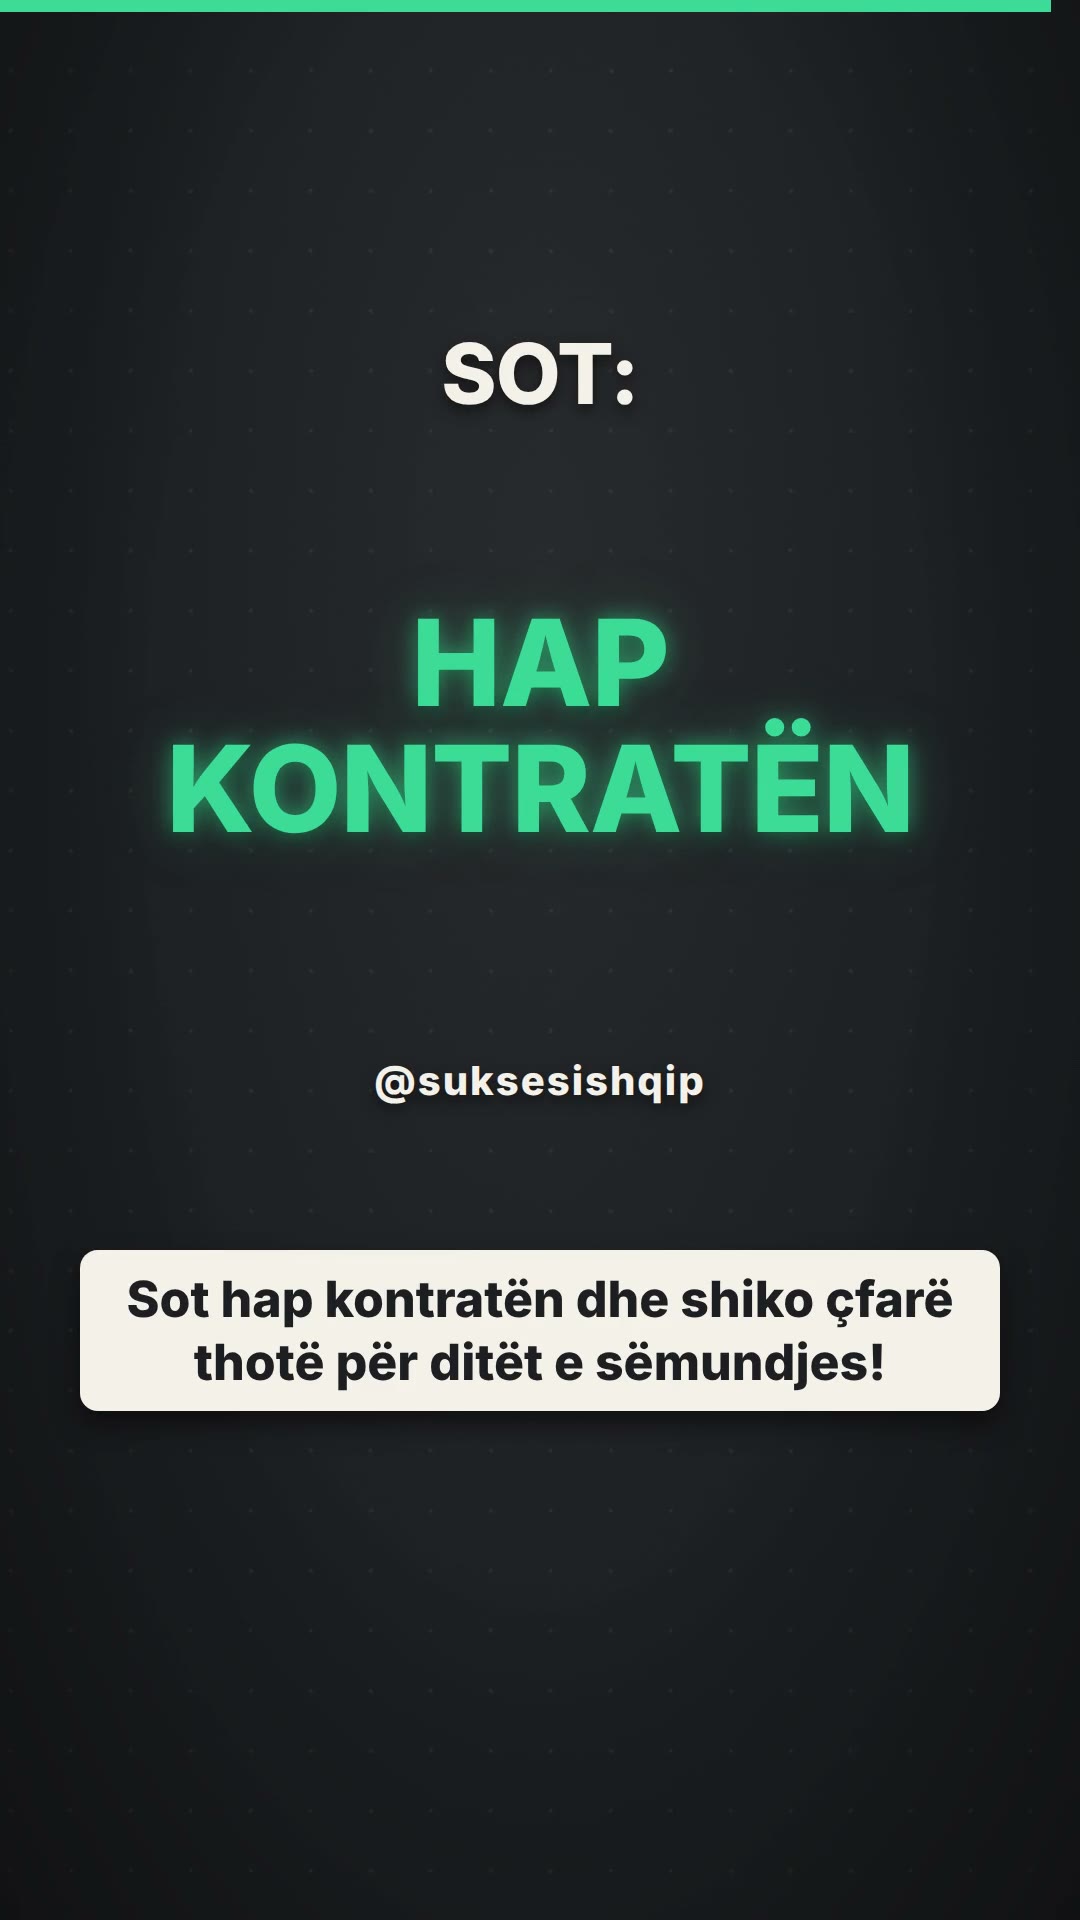 SOT:
HAP
KONTRATËN
@suksesishqip
Sot hap kontratën dhe shiko çfarë
thotë për ditët e sëmundjes!